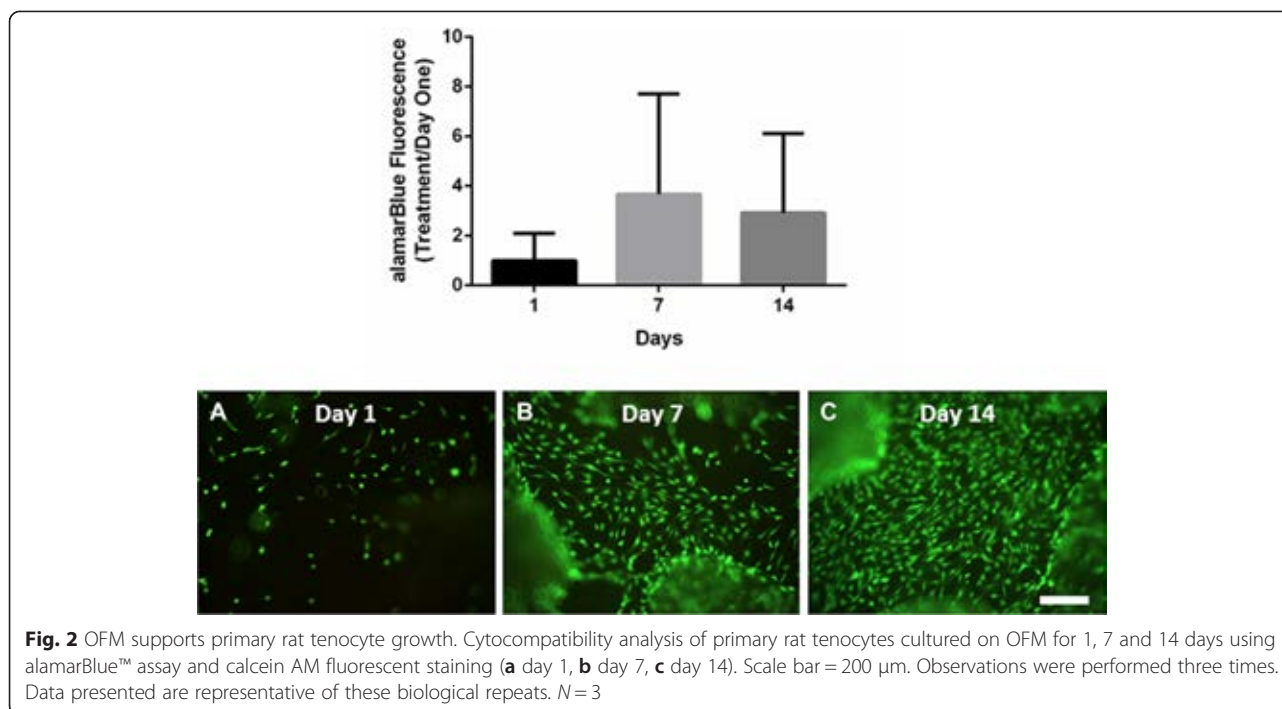 10
8
6
4
2
0
alamarBlue Fluorescence
(Treatment/Day One)
1 7 14
Days
A Day 1 B Day 7 C Day 14
Fig. 2 OFM supports primary rat tenocyte growth. Cytocompatibility analysis of primary rat tenocytes cultured on OFM for 1, 7 and 14 days using
alamarBlue™ assay and calcein AM fluorescent staining (a day 1, b day 7, c day 14). Scale bar = 200 μm. Observations were performed three times.
Data presented are representative of these biological repeats. N = 3